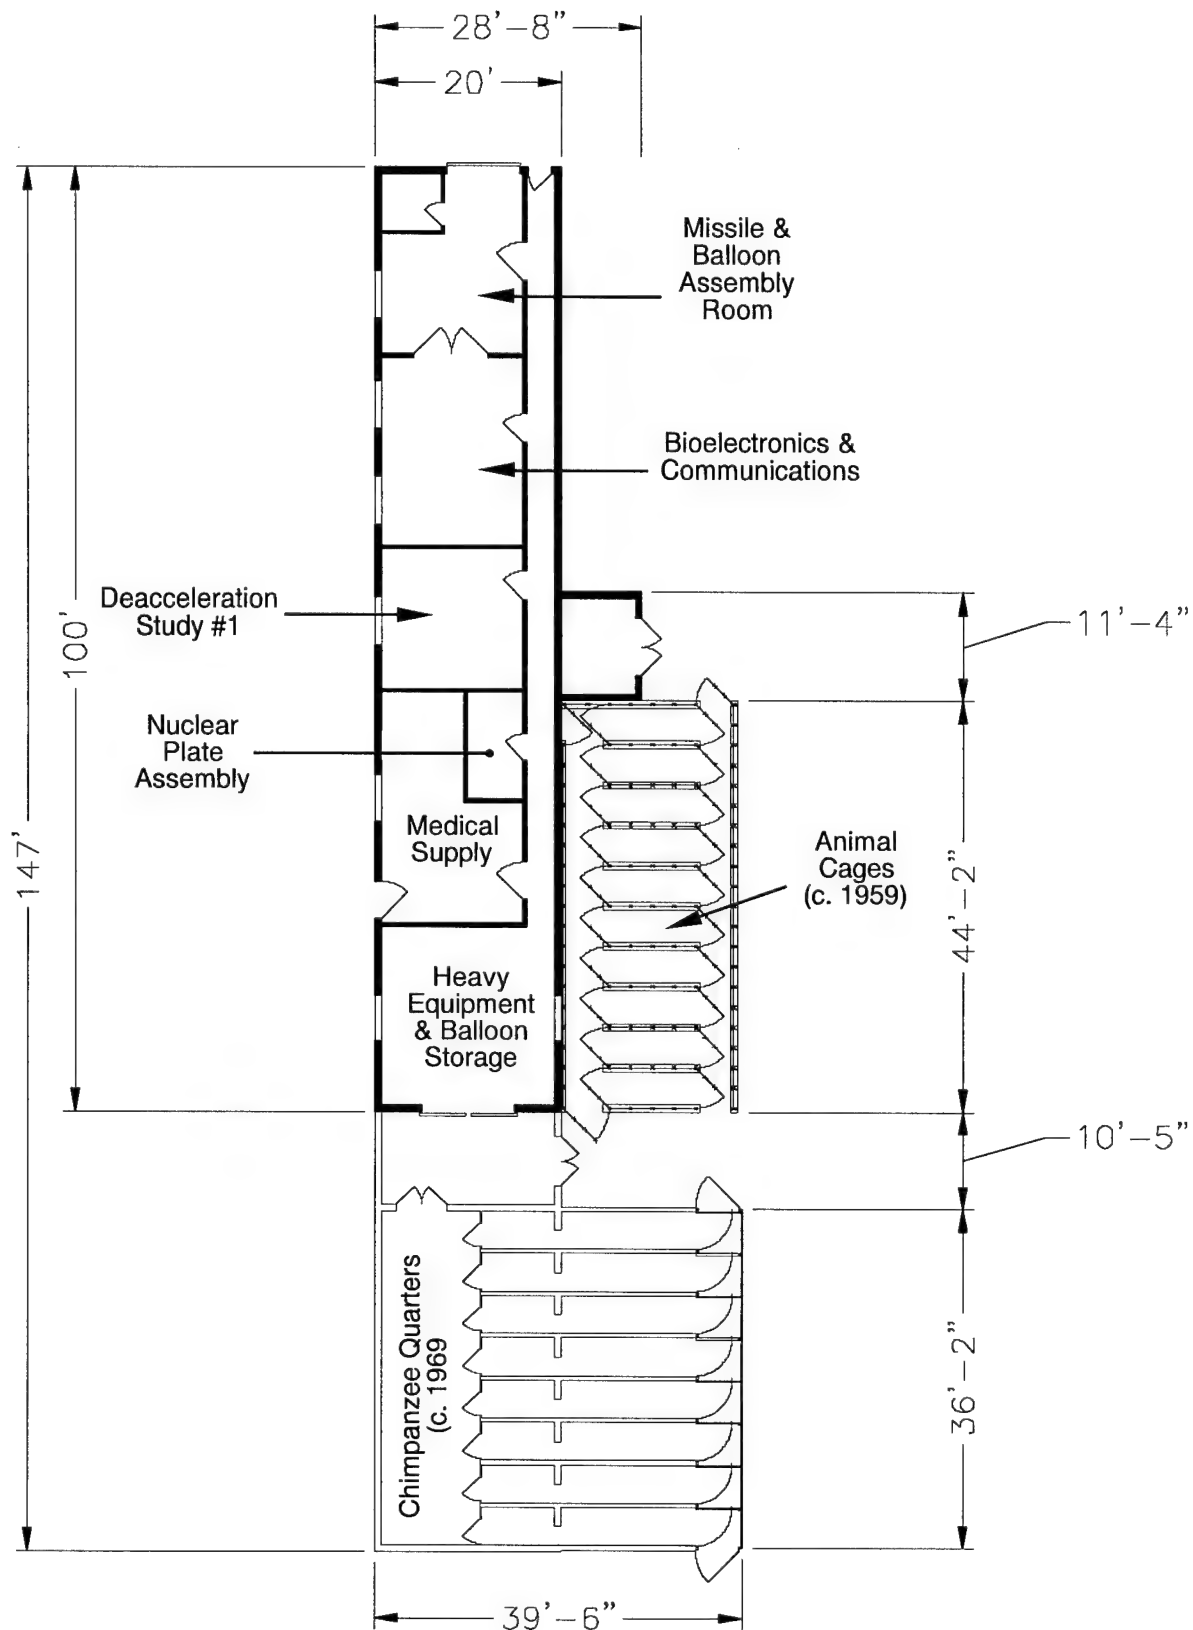 28'-8"
20'
Missile &
Balloon
Assembly
Room
Bioelectronics &
Communications
Deacceleration
Study #1
11'-4"
100'
Nuclear
Plate
Assembly
Medical
Supply
147'
Animal
Cages
(c. 1959)
44'-2"
Heavy
Equipment
& Balloon
Storage
10'-5"
Chimpanzee Quarters
(c. 1969
36'-2"
39'-6"